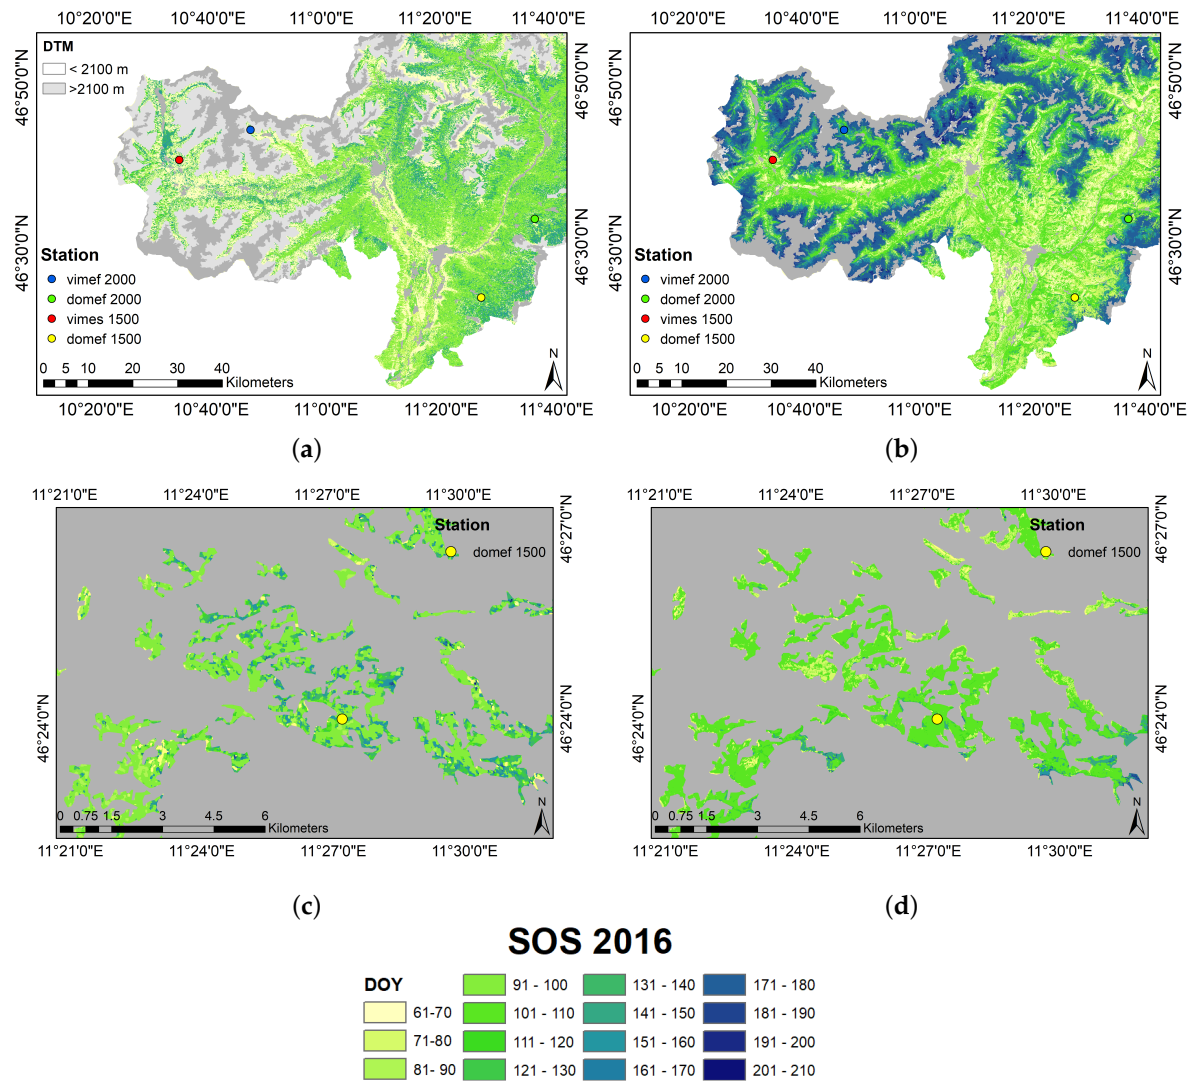 10°20'0"E 10°40'0"E 11°0'0"E 11°20'0"E 11°40'0"E
10°20'0"E 10°40'0"E 11°0'0"E 11°20'0"E 11°40'0"E
46°50'0"N
46°30'0"N
DTM
< 2100 m
>2100 m
Station
vimef 2000
domef 2000
vimes 1500
domef 1500
0 5 10 20 30 40 Kilometers
N
46°50'0"N
46°30'0"N
46°50'0"N
46°30'0"N
Station
vimef 2000
domef 2000
vimes 1500
domef 1500
0 5 10 20 30 40 Kilometers
N
46°50'0"N
46°30'0"N
10°20'0"E 10°40'0"E 11°0'0"E 11°20'0"E 11°40'0"E
10°20'0"E 10°40'0"E 11°0'0"E 11°20'0"E 11°40'0"E
(a)
(b)
11°21'0"E 11°24'0"E 11°27'0"E 11°30'0"E
11°21'0"E 11°24'0"E 11°27'0"E 11°30'0"E
46°24'0"N
Station
domef 1500
0 0.75 1.5 3 4.5 6
Kilometers
N
46°27'0"N
46°24'0"N
46°24'0"N
Station
domef 1500
0 0.75 1.5 3 4.5 6
Kilometers
N
46°27'0"N
46°24'0"N
11°21'0"E 11°24'0"E 11°27'0"E 11°30'0"E
11°21'0"E 11°24'0"E 11°27'0"E 11°30'0"E
(c)
(d)
SOS 2016
DOY
61-70
71-80
81- 90
91 - 100
101 - 110
111 - 120
121 - 130
131 - 140
141 - 150
151 - 160
161 - 170
171 - 180
181 - 190
191 - 200
201 - 210